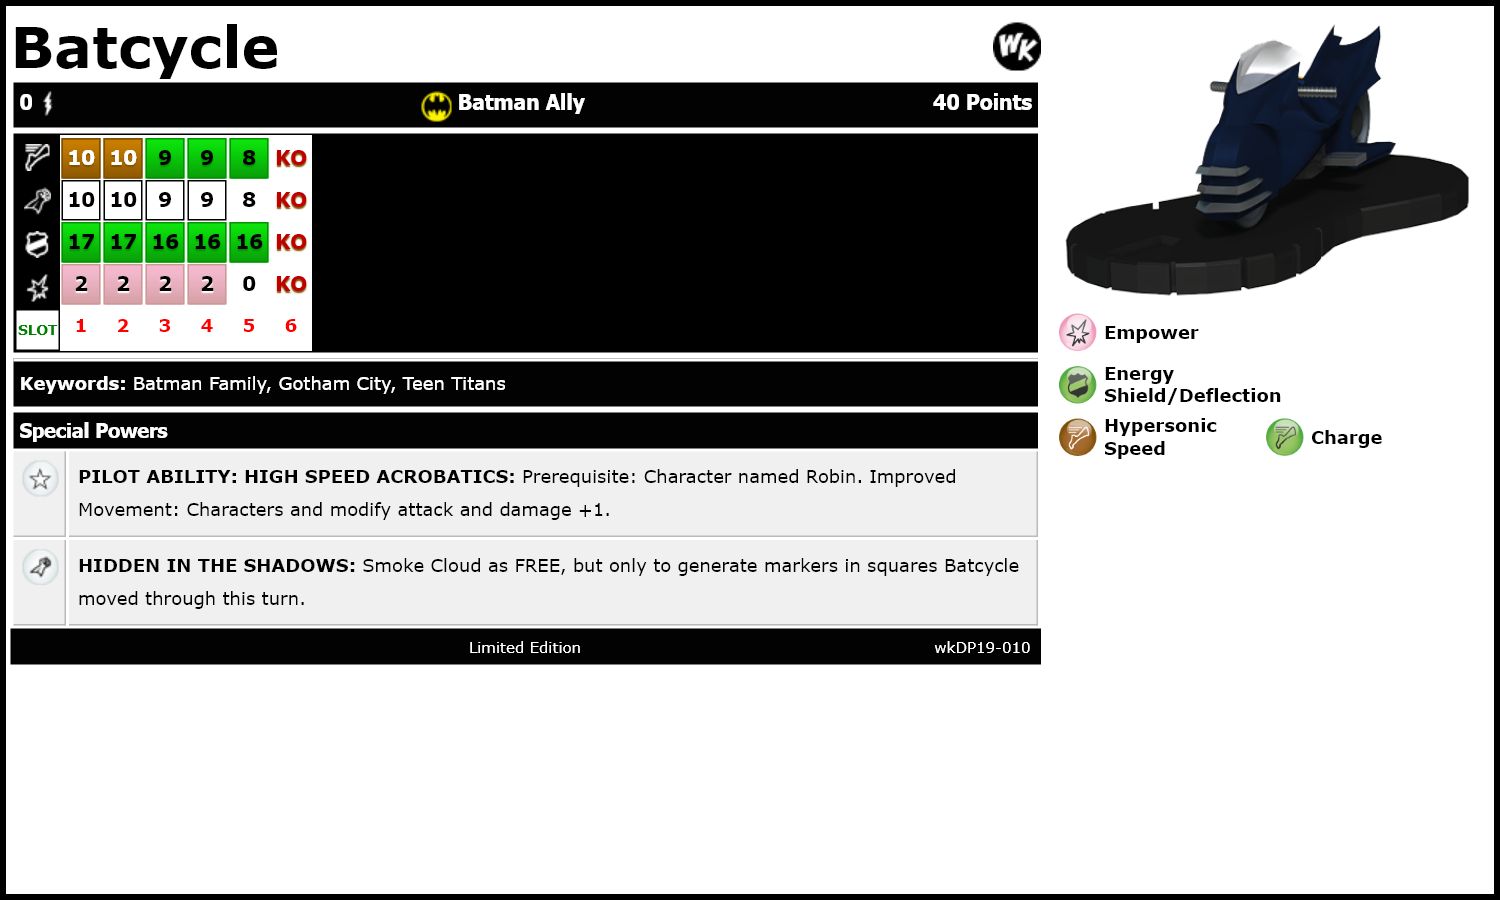 Batcycle
WK
0
Batman Ally
40 Points
10 10 9 9 8 KO
10 10 9 9 8 KO
17 17 16 16 16 KO
2 2 2 2 0 KO
SLOT 1 2 3 4 5 6
Keywords: Batman Family, Gotham City, Teen Titans
Special Powers
PILOT ABILITY: HIGH SPEED ACROBATICS: Prerequisite: Character named Robin. Improved
Movement: Characters and modify attack and damage +1.
HIDDEN IN THE SHADOWS: Smoke Cloud as FREE, but only to generate markers in squares Batcycle
moved through this turn.
Limited Edition
wkDP19-010
Empower
Energy
Shield/Deflection
Hypersonic
Speed
Charge